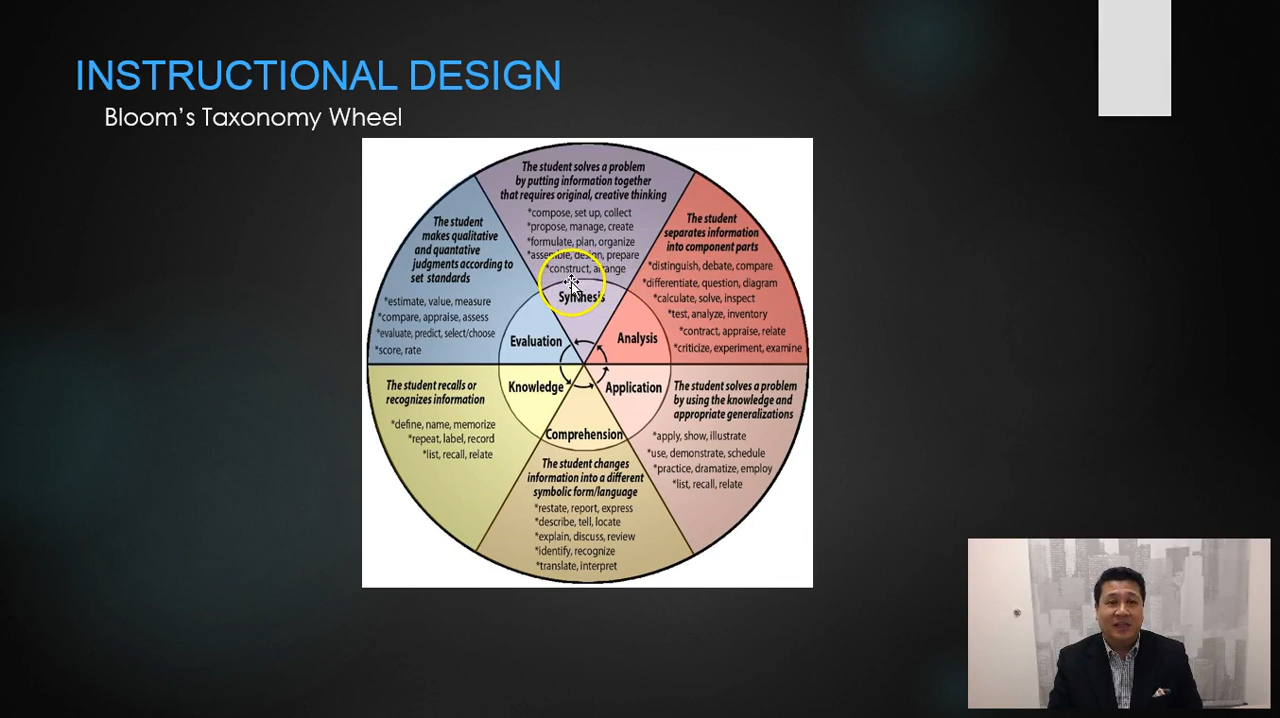 INSTRUCTIONAL DESIGN
Bloom's Taxonomy Wheel
The student solves a problem
by putting information together
that requires original, creative thinking
*compose, set up, collect
*propose, manage, create
*formulate, plan, organize
*assemble, design, prepare
*construct, arrange
Synthesis
The student
separates information
into component parts
*distinguish, debate, compare
*differentiate, question, diagram
*calculate, solve, inspect
*test, analyze, inventory
*contract, appraise, relate
*criticize, experiment, examine
Analysis
The student solves a problem
by using the knowledge and
appropriate generalizations
*apply, show, illustrate
*use, demonstrate, schedule
*practice, dramatize, employ
*list, recall, relate
Application
Comprehension
The student changes
information into a different
symbolic form/language
*restate, report, express
*describe, tell, locate
*explain, discuss, review
*identify, recognize
*translate, interpret
Knowledge
The student recalls or
recognizes information
*define, name, memorize
*repeat, label, record
*list, recall, relate
Evaluation
The student
makes qualitative
and quantative
judgments according to
set standards
*estimate, value, measure
*compare, appraise, assess
*evaluate, predict, select/choose
*score, rate